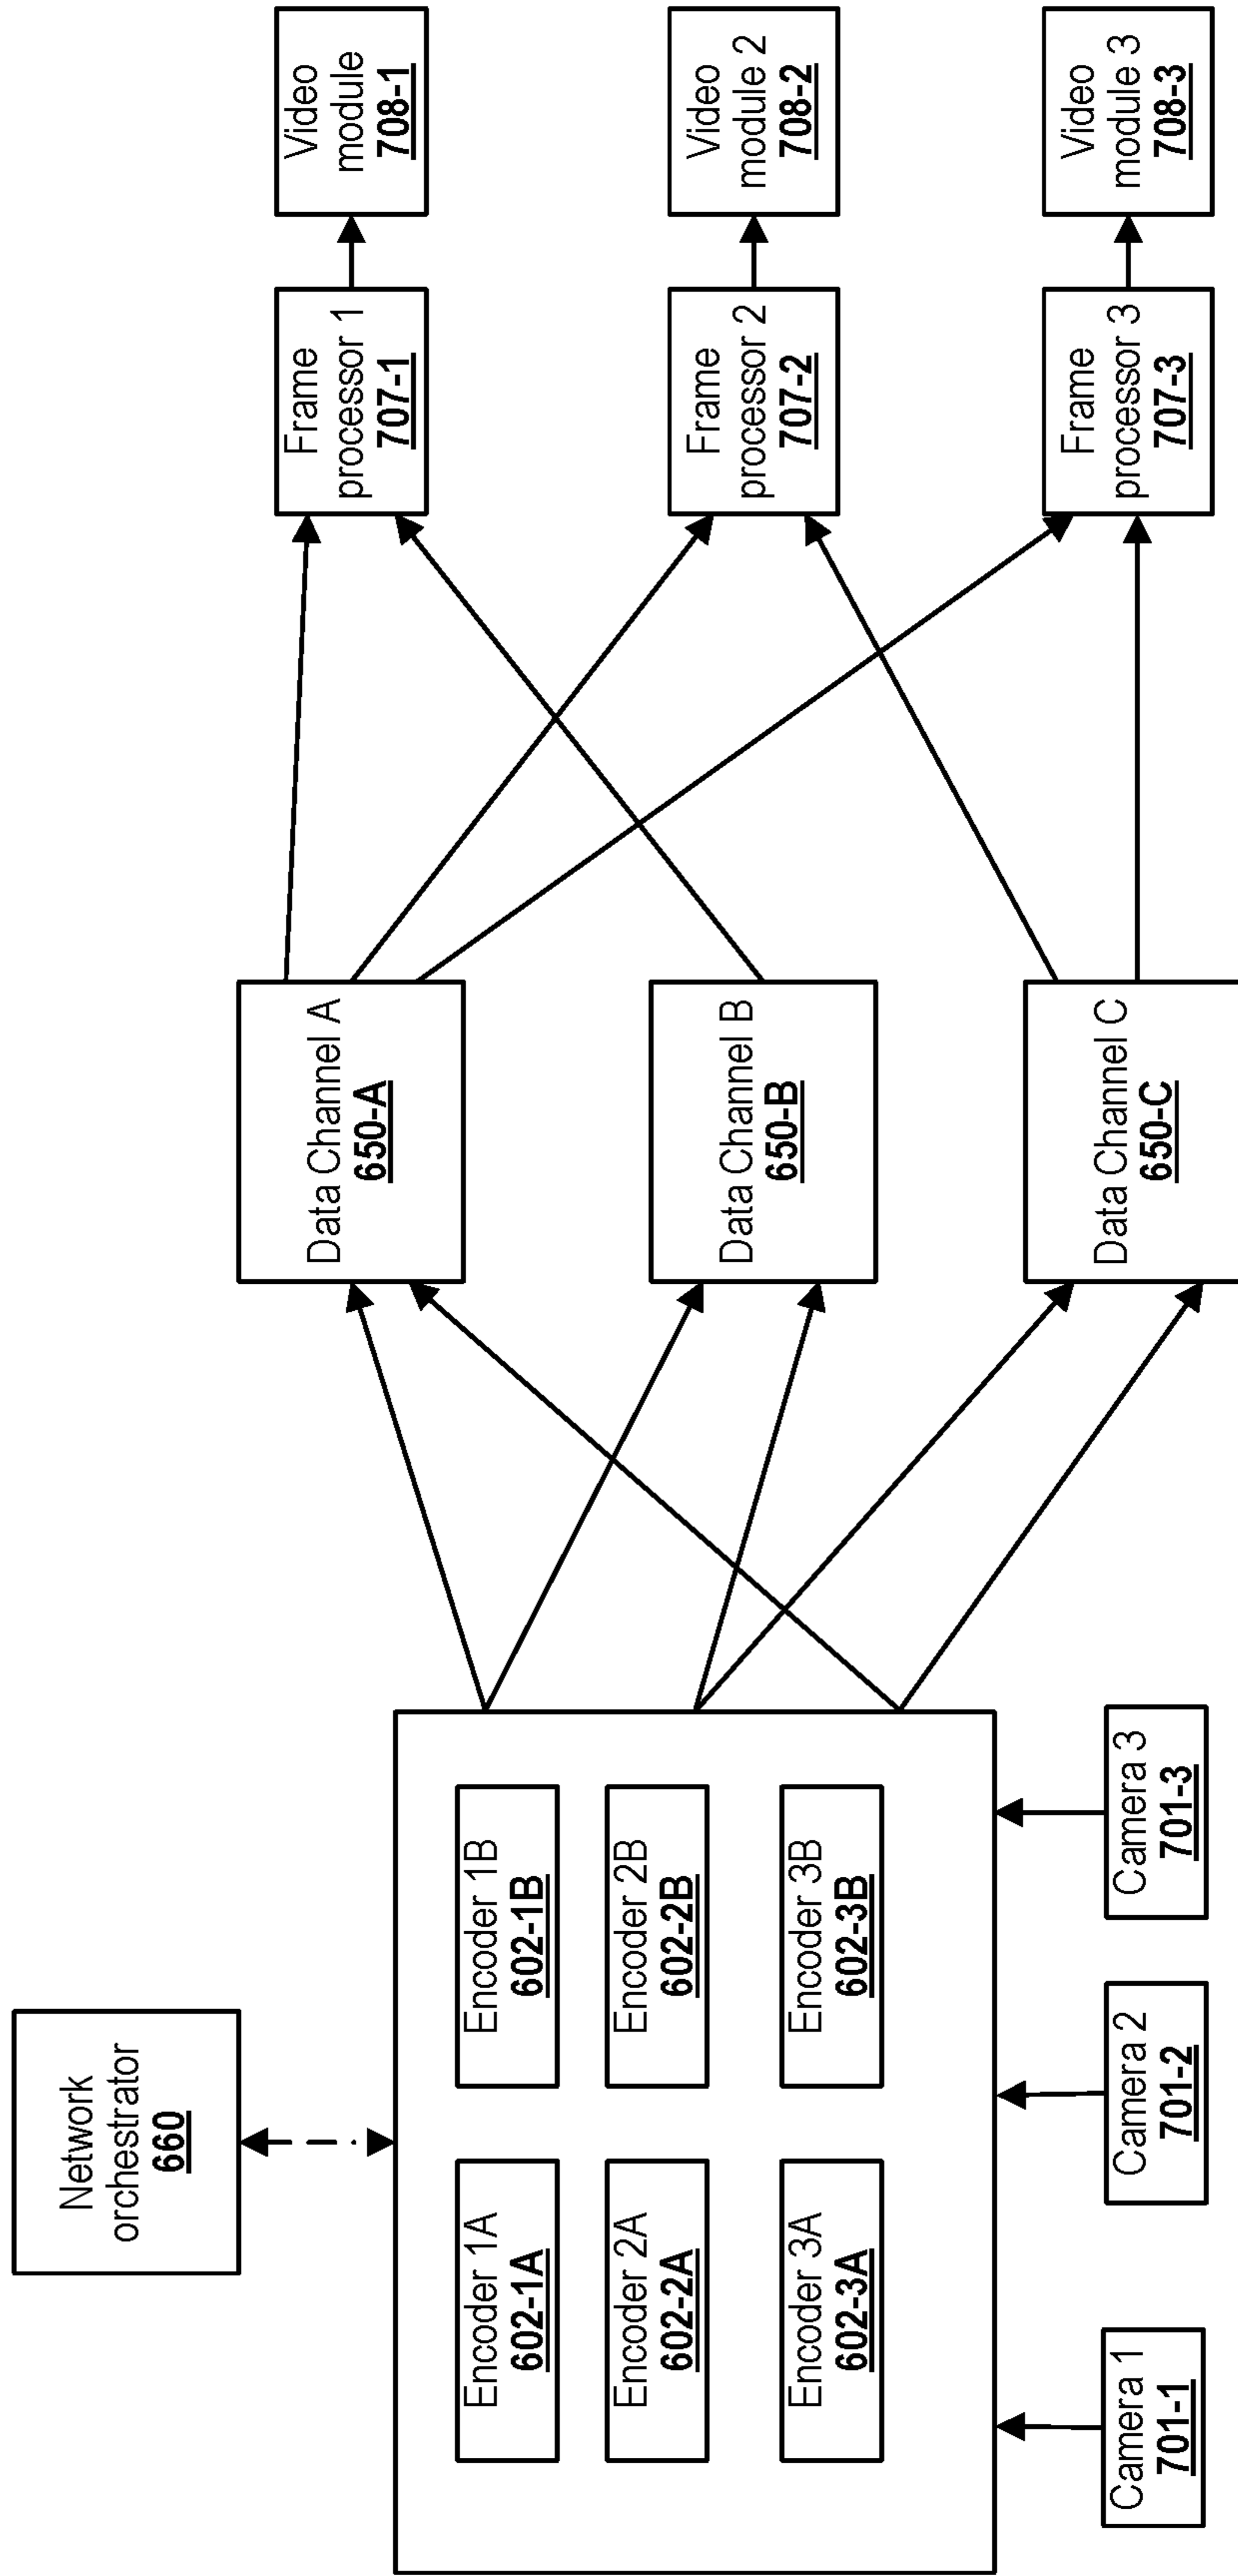 Network
orchestrator
660
Encoder 1A
602-1A
Encoder 1B
602-1B
Encoder 2A
602-2A
Encoder 2B
602-2B
Encoder 3A
602-3A
Encoder 3B
602-3B
Camera 1
701-1
Camera 2
701-2
Camera 3
701-3
Data Channel A
650-A
Data Channel B
650-B
Data Channel C
650-C
Frame
processor 1
707-1
Frame
processor 2
707-2
Frame
processor 3
707-3
Video
module
708-1
Video
module 2
708-2
Video
module 3
708-3